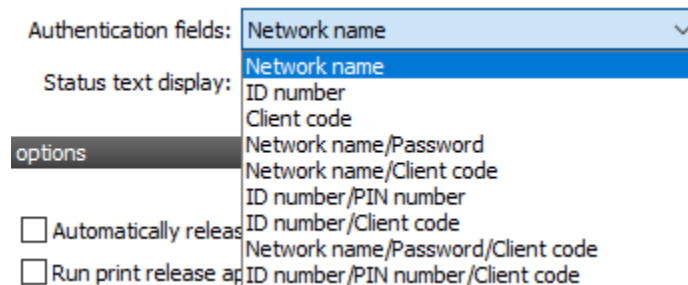 Authentication fields: Network name
Network name
Status text display:
ID number
Client code
Network name/Password
options
Network name/Client code
ID number/PIN number
Automatically releas
ID number/Client code
Network name/Password/Client code
Run print release ap
ID number/PIN number/Client code